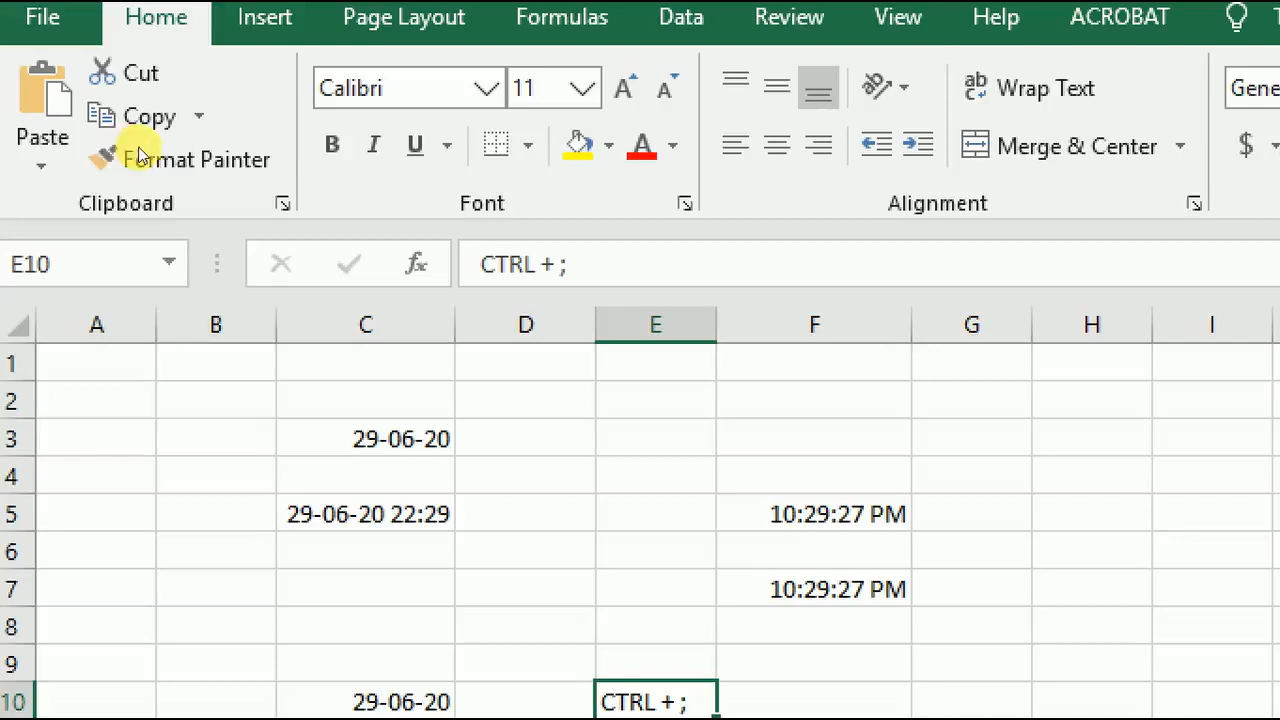 File Home Insert Page Layout Formulas Data Review View Help ACROBAT
Paste
Cut
Copy
Format Painter
Clipboard
Calibri 11 A A
B I U A
Font
ab Wrap Text
Merge & Center
Alignment
Gene
$
E10 fx CTRL + ;
A B C D E F G H I
1
2
3 29-06-20
4
5 29-06-20 22:29 10:29:27 PM
6
7 10:29:27 PM
8
9
10 29-06-20 CTRL + ;